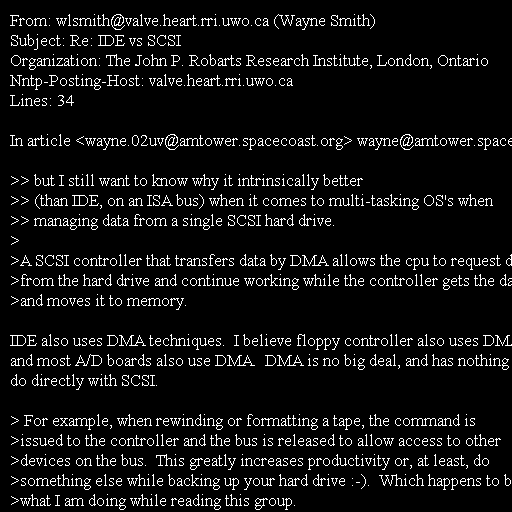 From: wlsmith@valve.heart.rri.uwo.ca (Wayne Smith)
Subject: Re: IDE vs SCSI
Organization: The John P. Robarts Research Institute, London, Ontario
Nntp-Posting-Host: valve.heart.rri.uwo.ca
Lines: 34

In article <wayne.02uv@amtower.spacecoast.org> wayne@amtower.space

>> but I still want to know why it intrinsically better
>> (than IDE, on an ISA bus) when it comes to multi-tasking OS's when
>> managing data from a single SCSI hard drive.
>
>A SCSI controller that transfers data by DMA allows the cpu to request d
>from the hard drive and continue working while the controller gets the da
>and moves it to memory.

IDE also uses DMA techniques.  I believe floppy controller also uses DM
and most A/D boards also use DMA.  DMA is no big deal, and has nothing
do directly with SCSI.

> For example, when rewinding or formatting a tape, the command is
>issued to the controller and the bus is released to allow access to other
>devices on the bus.  This greatly increases productivity or, at least, do
>something else while backing up your hard drive :-).  Which happens to b
>what I am doing while reading this group.